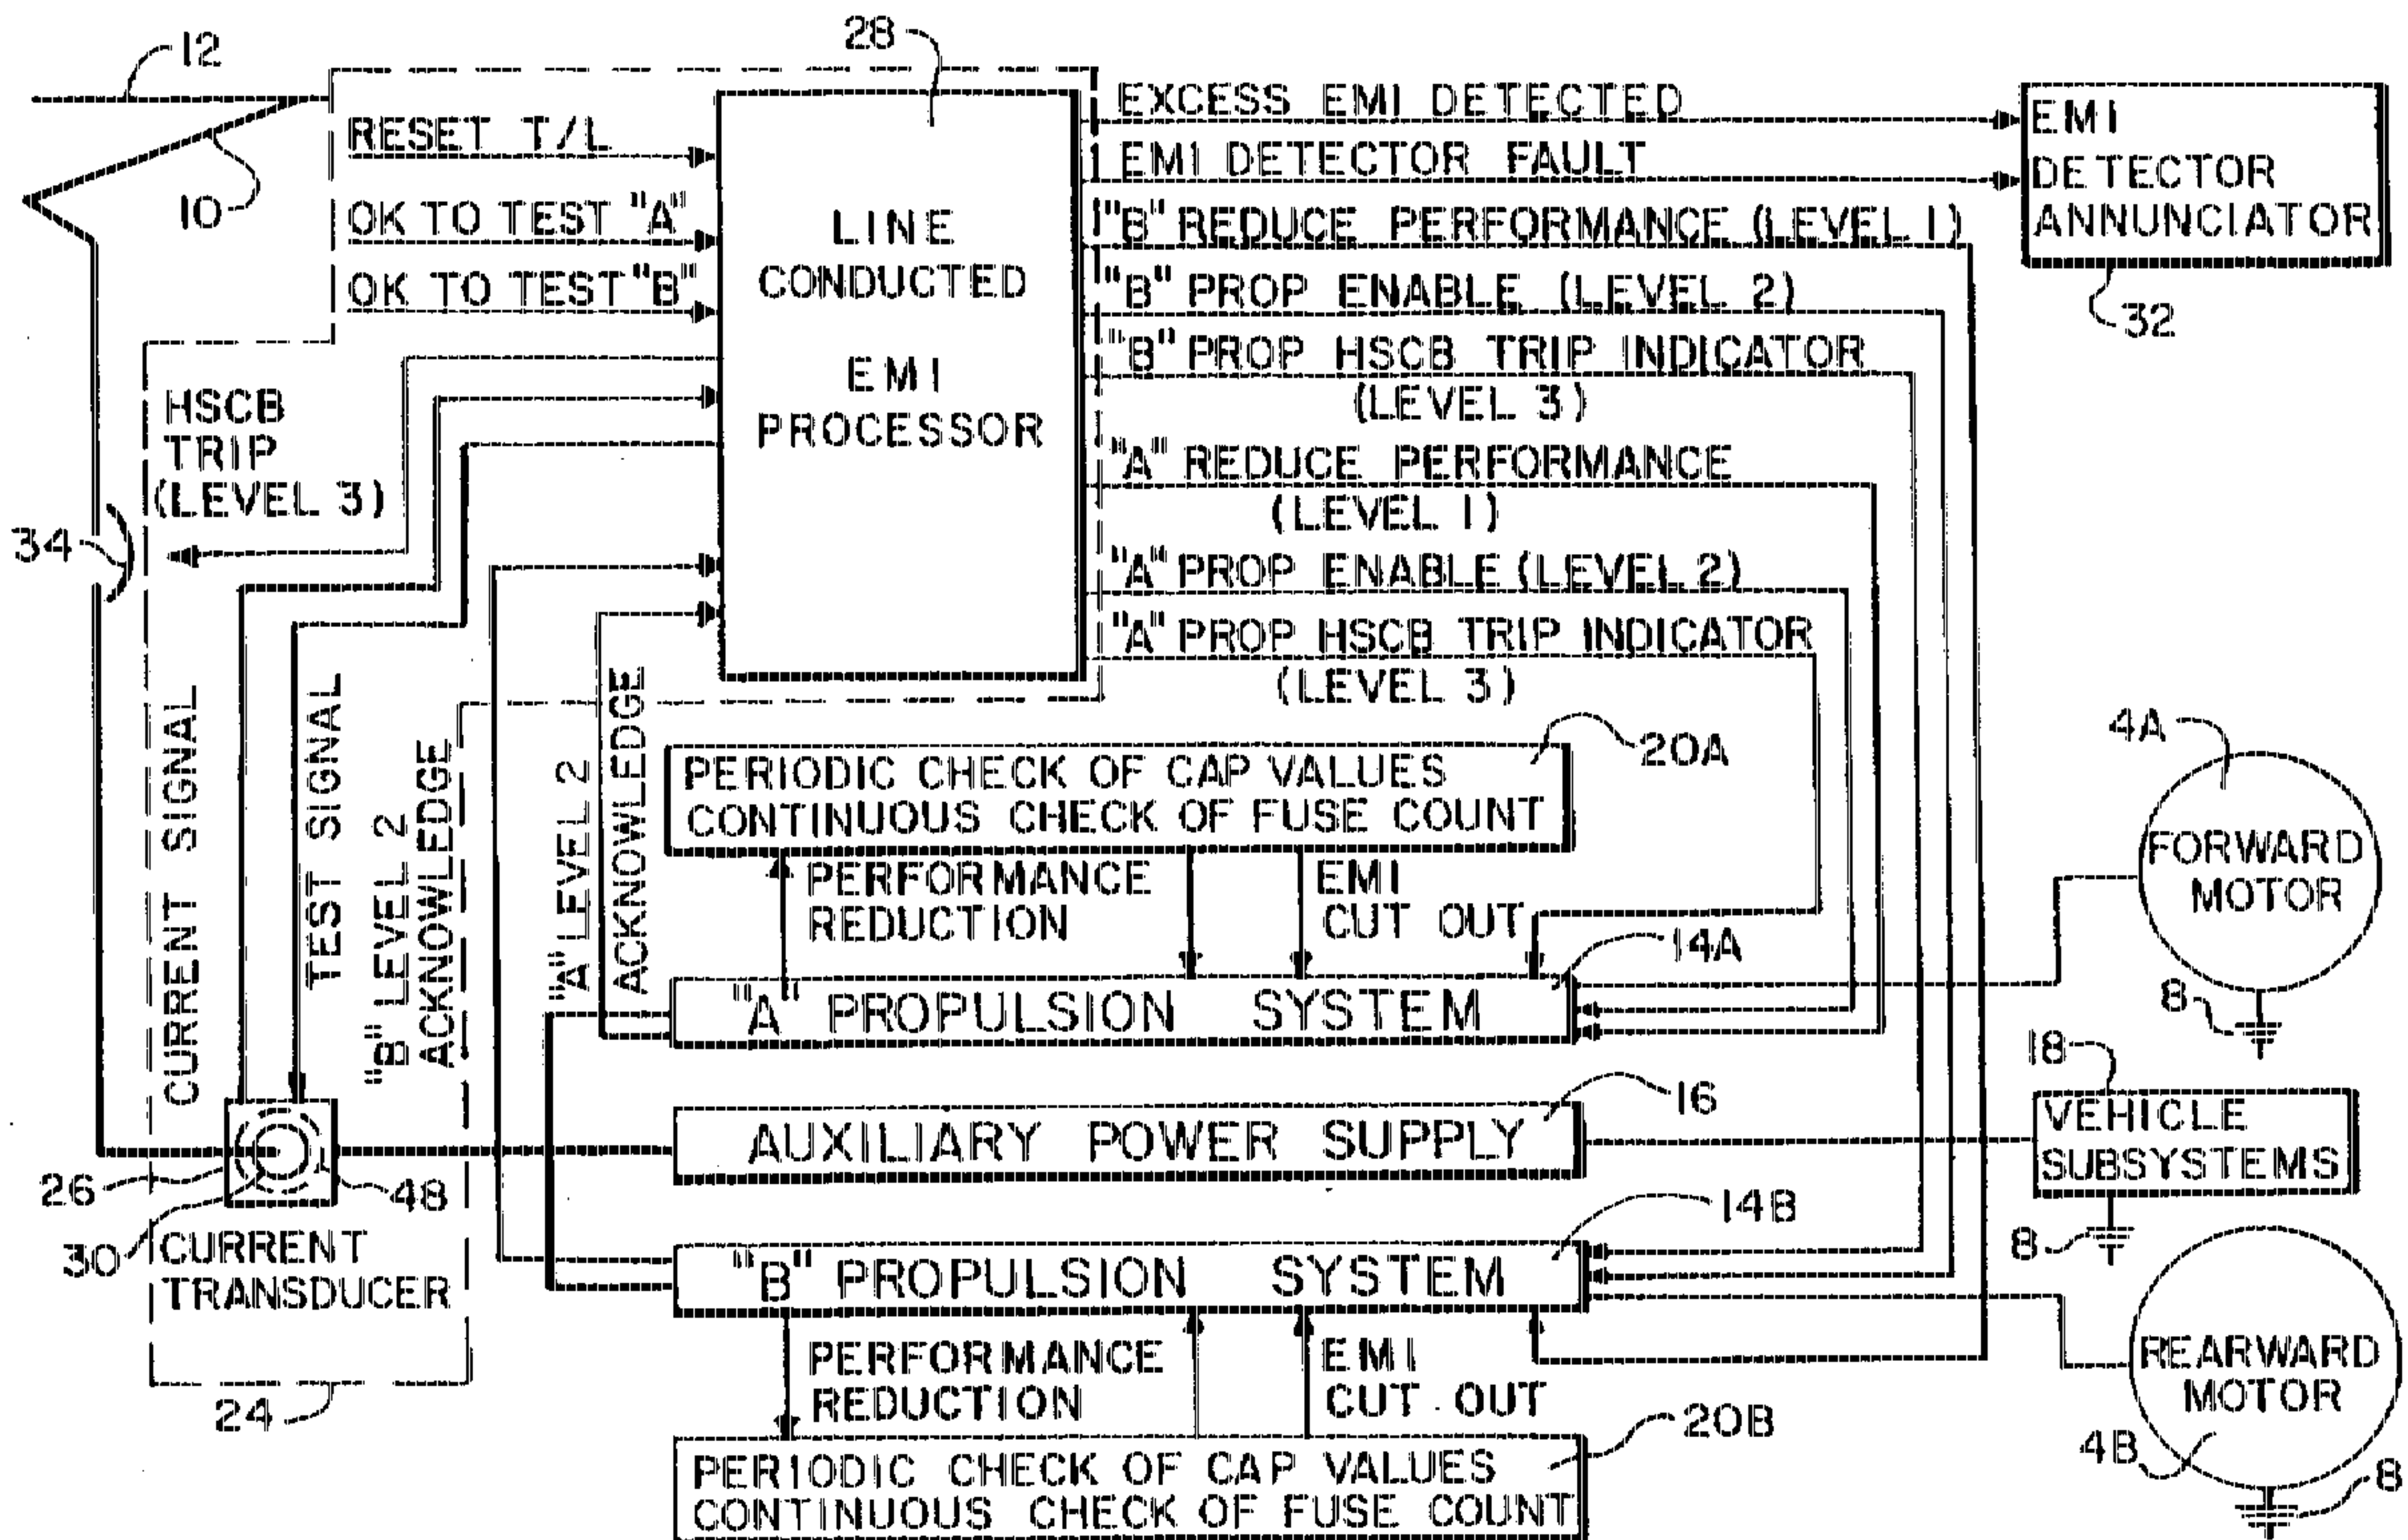 12
28
EXCESS EMI DETECTED
EMI
DETECTOR
ANNUNCIATOR
RESET T/L
EMI DETECTOR FAULT
10
OK TO TEST "A"
LINE
CONDUCTED
EMI
PROCESSOR
"B" REDUCE PERFORMANCE (LEVEL 1)
OK TO TEST "B"
"B" PROP ENABLE (LEVEL 2)
32
"B" PROP HSCB TRIP INDICATOR
(LEVEL 3)
HSCB
TRIP
(LEVEL 3)
"A" REDUCE PERFORMANCE
(LEVEL 1)
34
"A" PROP ENABLE (LEVEL 2)
"A" PROP HSCB TRIP INDICATOR
(LEVEL 3)
CURRENT SIGNAL
TEST SIGNAL
"B" LEVEL 2
ACKNOWLEDGE
"A" LEVEL 2
ACKNOWLEDGE
20A
4A
PERIODIC CHECK OF CAP VALUES
CONTINUOUS CHECK OF FUSE COUNT
FORWARD
MOTOR
PERFORMANCE
REDUCTION
EMI
CUT OUT
14A
8
"A" PROPULSION SYSTEM
18
16
AUXILIARY POWER SUPPLY
VEHICLE
SUBSYSTEMS
26
48
30
14B
8
CURRENT
TRANSDUCER
"B" PROPULSION SYSTEM
PERFORMANCE
REDUCTION
EMI
CUT OUT
REARWARD
MOTOR
24
20B
4B
8
PERIODIC CHECK OF CAP VALUES
CONTINUOUS CHECK OF FUSE COUNT